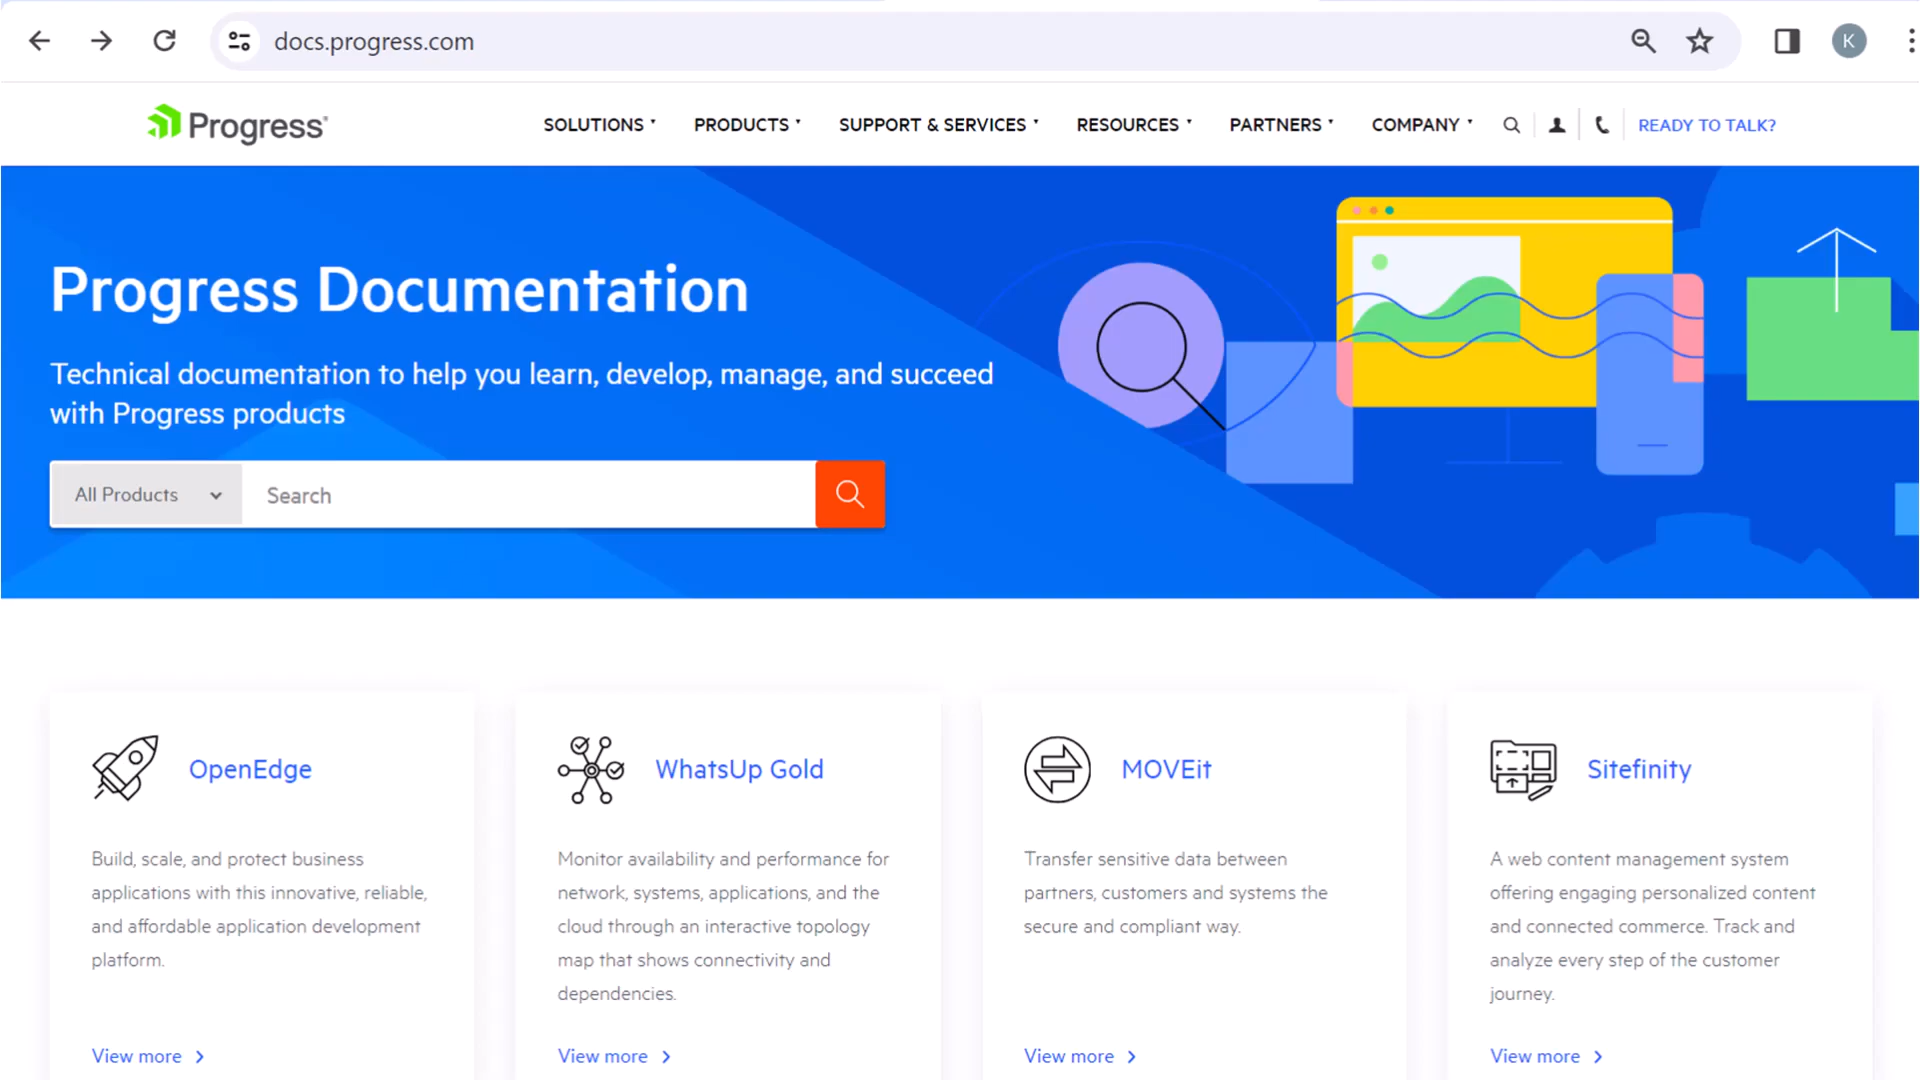 docs.progress.com
K
Progress
SOLUTIONS PRODUCTS SUPPORT & SERVICES RESOURCES PARTNERS COMPANY READY TO TALK?
Progress Documentation
Technical documentation to help you learn, develop, manage, and succeed
with Progress products
All Products Search
OpenEdge
Build, scale, and protect business
applications with this innovative, reliable,
and affordable application development
platform.
View more
WhatsUp Gold
Monitor availability and performance for
network, systems, applications, and the
cloud through an interactive topology
map that shows connectivity and
dependencies.
View more
MOVEit
Transfer sensitive data between
partners, customers and systems the
secure and compliant way.
View more
Sitefinity
A web content management system
offering engaging personalized content
and connected commerce. Track and
analyze every step of the customer
journey.
View more